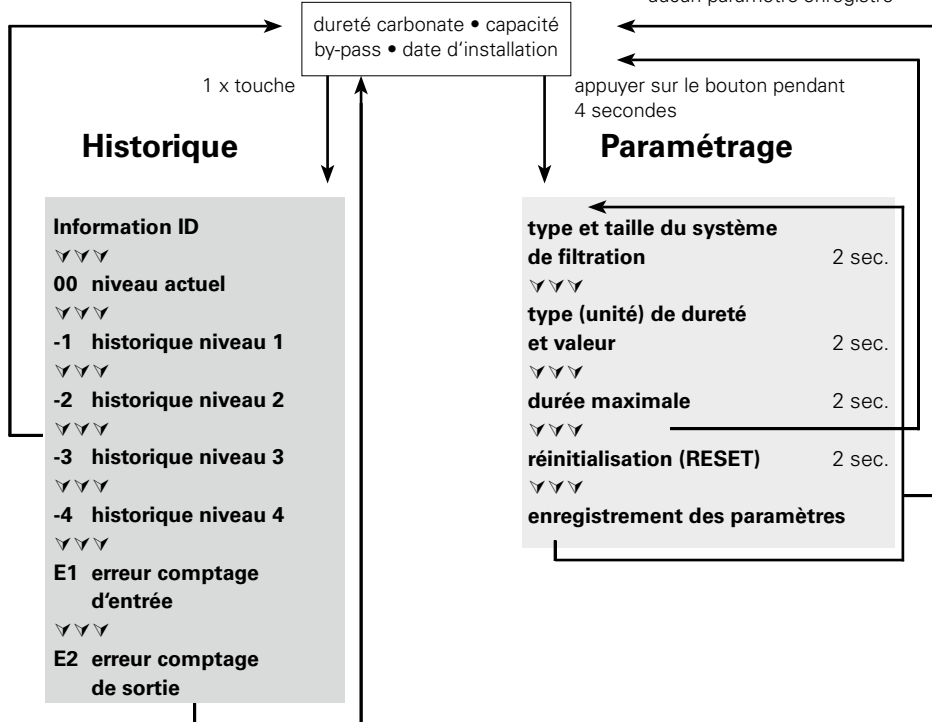 aucun paramètre enregistré
dureté carbonate • capacité
by-pass • date d'installation
1 x touche
appuyer sur le bouton pendant
4 secondes
Historique
Information ID
00 niveau actuel
-1 historique niveau 1
-2 historique niveau 2
-3 historique niveau 3
-4 historique niveau 4
E1 erreur comptage
d'entrée
E2 erreur comptage
de sortie
Paramétrage
type et taille du système
de filtration 2 sec.
type (unité) de dureté
et valeur 2 sec.
durée maximale 2 sec.
réinitialisation (RESET) 2 sec.
enregistrement des paramètres